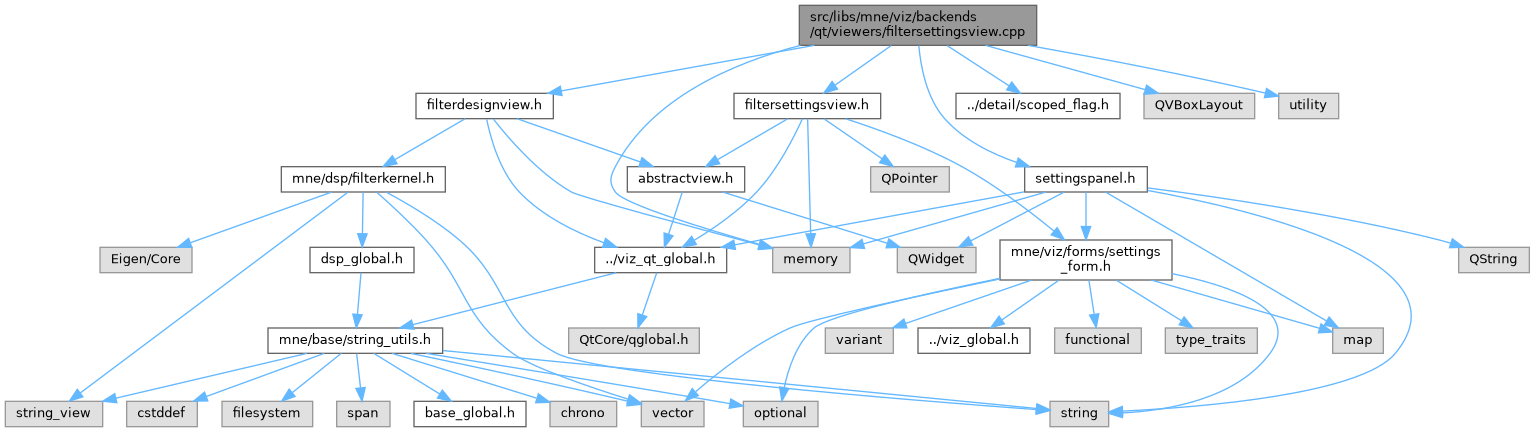 src/libs/mne/viz/backends
/qt/viewers/filtersettingsview.cpp
filterdesignview.h
filtersettingsview.h
../detail/scoped_flag.h
QVBoxLayout
utility
mne/dsp/filterkernel.h
abstractview.h
QPointer
settingspanel.h
Eigen/Core
dsp_global.h
../viz_qt_global.h
memory
QWidget
mne/viz/forms/settings
_form.h
QString
mne/base/string_utils.h
QtCore/qglobal.h
variant
../viz_global.h
functional
type_traits
map
string_view
cstddef
filesystem
span
base_global.h
chrono
vector
optional
string